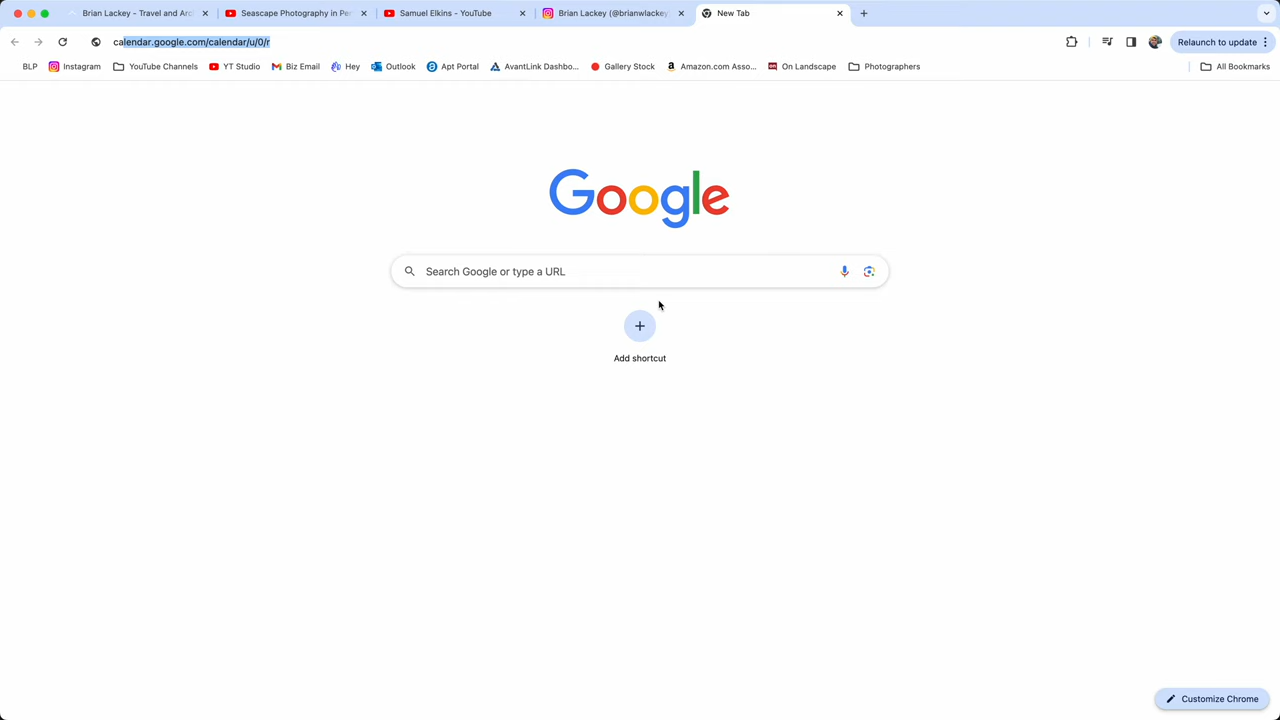 Brian Lackey – Travel and Arc
Seascape Photography in Pe
Samuel Elkins - YouTube
Brian Lackey (@brianwlackey
New Tab
calendar.google.com/calendar/u/0/r
Relaunch to update
BLP
Instagram
YouTube Channels
YT Studio
Biz Email
Hey
Outlook
Apt Portal
AvantLink Dashbo...
Gallery Stock
Amazon.com Asso...
On Landscape
Photographers
All Bookmarks
Google
Search Google or type a URL
Add shortcut
Customize Chrome